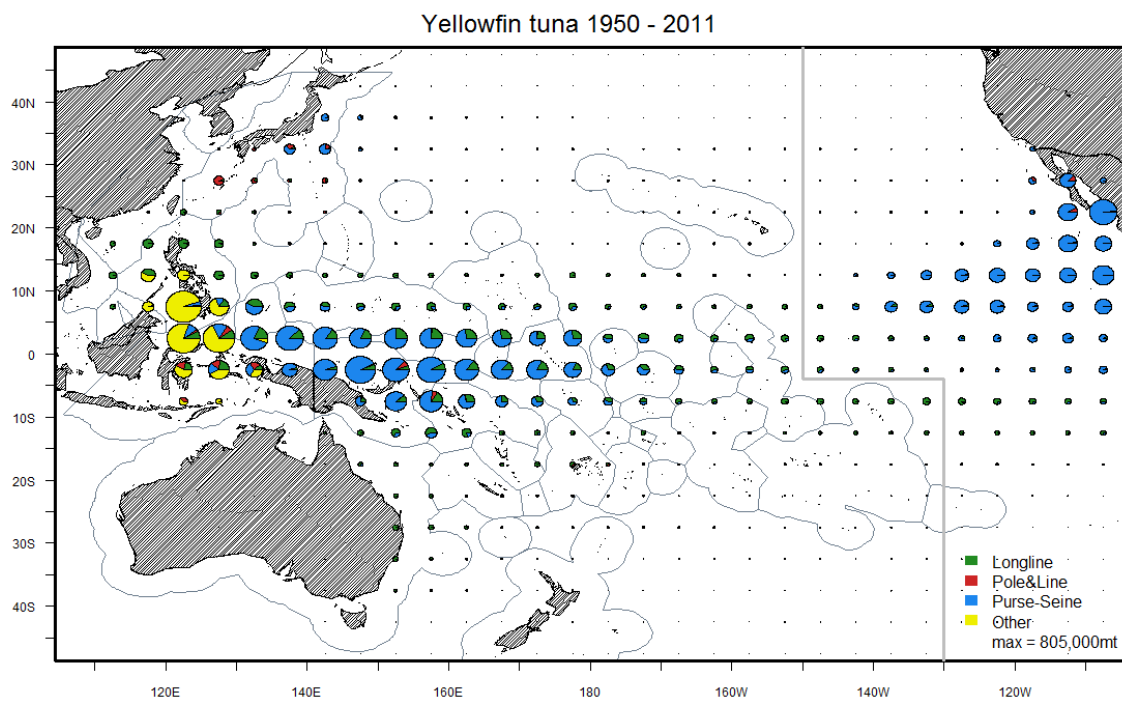 Yellowfin tuna 1950 - 2011
40N
30N
20N
10N
0
10S
20S
30S
40S
Longline
Pole&Line
Purse-Seine
Other
max = 805,000mt
120E 140E 160E 180 160W 140W 120W